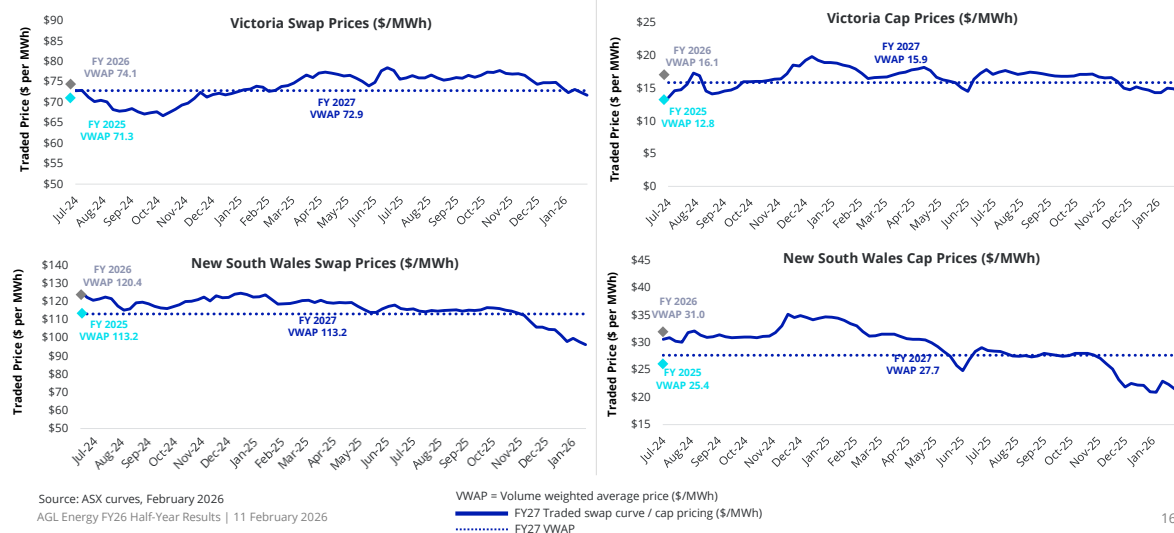 Victoria Swap Prices ($/MWh)
Traded Price ($ per MWh)
$90
$85
$80
$75
$70
$65
$60
$55
$50
FY 2026
VWAP 74.1
FY 2025
VWAP 71.3
FY 2027
VWAP 72.9
Jul-24
Aug-24
Sep-24
Oct-24
Nov-24
Dec-24
Jan-25
Feb-25
Mar-25
Apr-25
May-25
Jun-25
Jul-25
Aug-25
Sep-25
Oct-25
Nov-25
Dec-25
Jan-26
Victoria Cap Prices ($/MWh)
Traded Price ($ per MWh)
$25
$20
$15
$10
$5
$0
FY 2026
VWAP 16.1
FY 2025
VWAP 12.8
FY 2027
VWAP 15.9
Jul-24
Aug-24
Sep-24
Oct-24
Nov-24
Dec-24
Jan-25
Feb-25
Mar-25
Apr-25
May-25
Jun-25
Jul-25
Aug-25
Sep-25
Oct-25
Nov-25
Dec-25
Jan-26
New South Wales Swap Prices ($/MWh)
Traded Price ($ per MWh)
$140
$130
$120
$110
$100
$90
$80
$70
$60
$50
FY 2026
VWAP 120.4
FY 2025
VWAP 113.2
FY 2027
VWAP 113.2
Jul-24
Aug-24
Sep-24
Oct-24
Nov-24
Dec-24
Jan-25
Feb-25
Mar-25
Apr-25
May-25
Jun-25
Jul-25
Aug-25
Sep-25
Oct-25
Nov-25
Dec-25
Jan-26
New South Wales Cap Prices ($/MWh)
Traded Price ($ per MWh)
$45
$40
$35
$30
$25
$20
$15
FY 2026
VWAP 31.0
FY 2025
VWAP 25.4
FY 2027
VWAP 27.7
Jul-24
Aug-24
Sep-24
Oct-24
Nov-24
Dec-24
Jan-25
Feb-25
Mar-25
Apr-25
May-25
Jun-25
Jul-25
Aug-25
Sep-25
Oct-25
Nov-25
Dec-25
Jan-26
Source: ASX curves, February 2026
AGL Energy FY26 Half-Year Results | 11 February 2026
VWAP = Volume weighted average price ($/MWh)
FY27 Traded swap curve / cap pricing ($/MWh)
FY27 VWAP
16